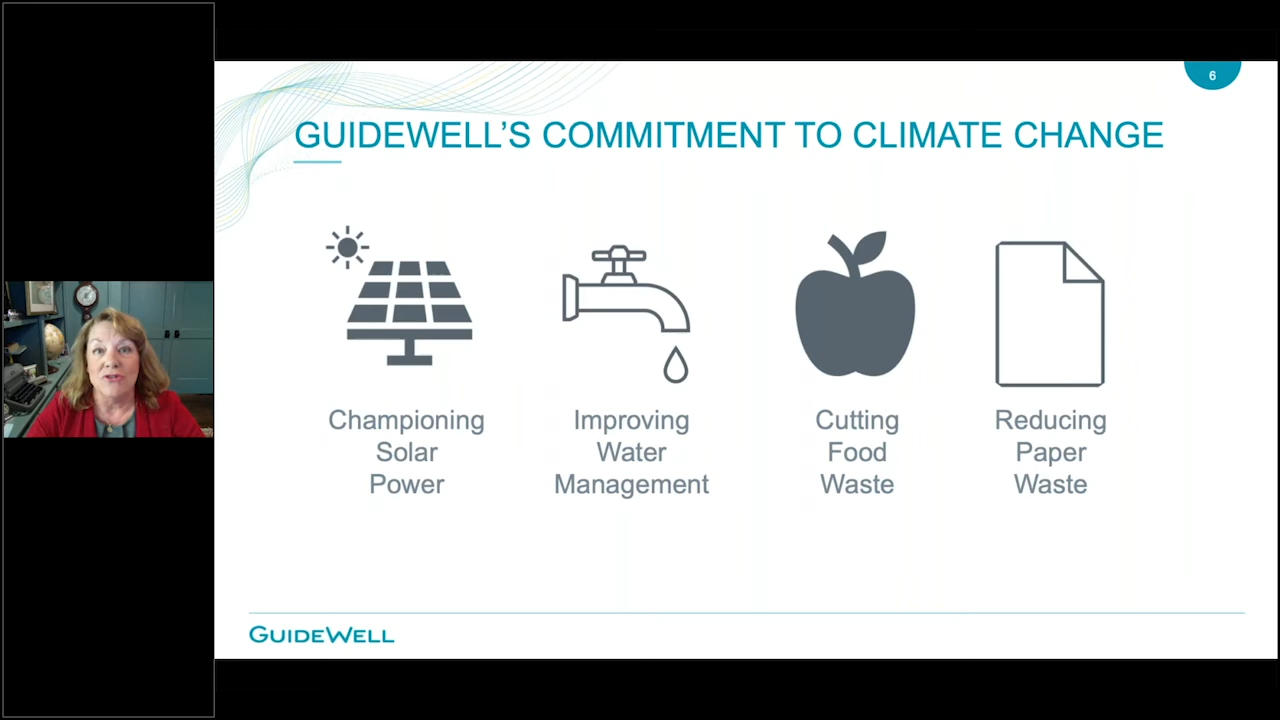 6
GUIDEWELL'S COMMITMENT TO CLIMATE CHANGE
Championing
Solar
Power
Improving
Water
Management
Cutting
Food
Waste
Reducing
Paper
Waste
GUIDEWELL